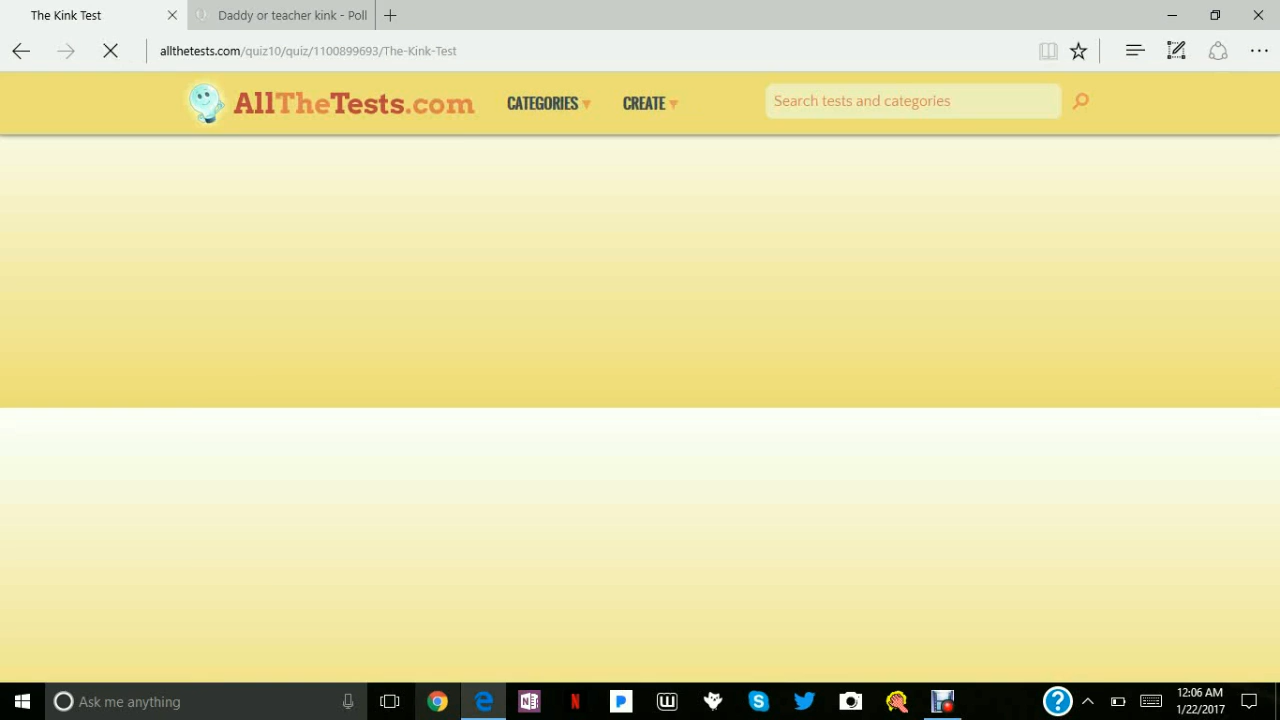 The Kink Test
Daddy or teacher kink - Poll
allthetests.com/quiz10/quiz/1100899693/The-Kink-Test
AllTheTests.com
CATEGORIES
CREATE
Search tests and categories
Ask me anything
12:06 AM
1/22/2017